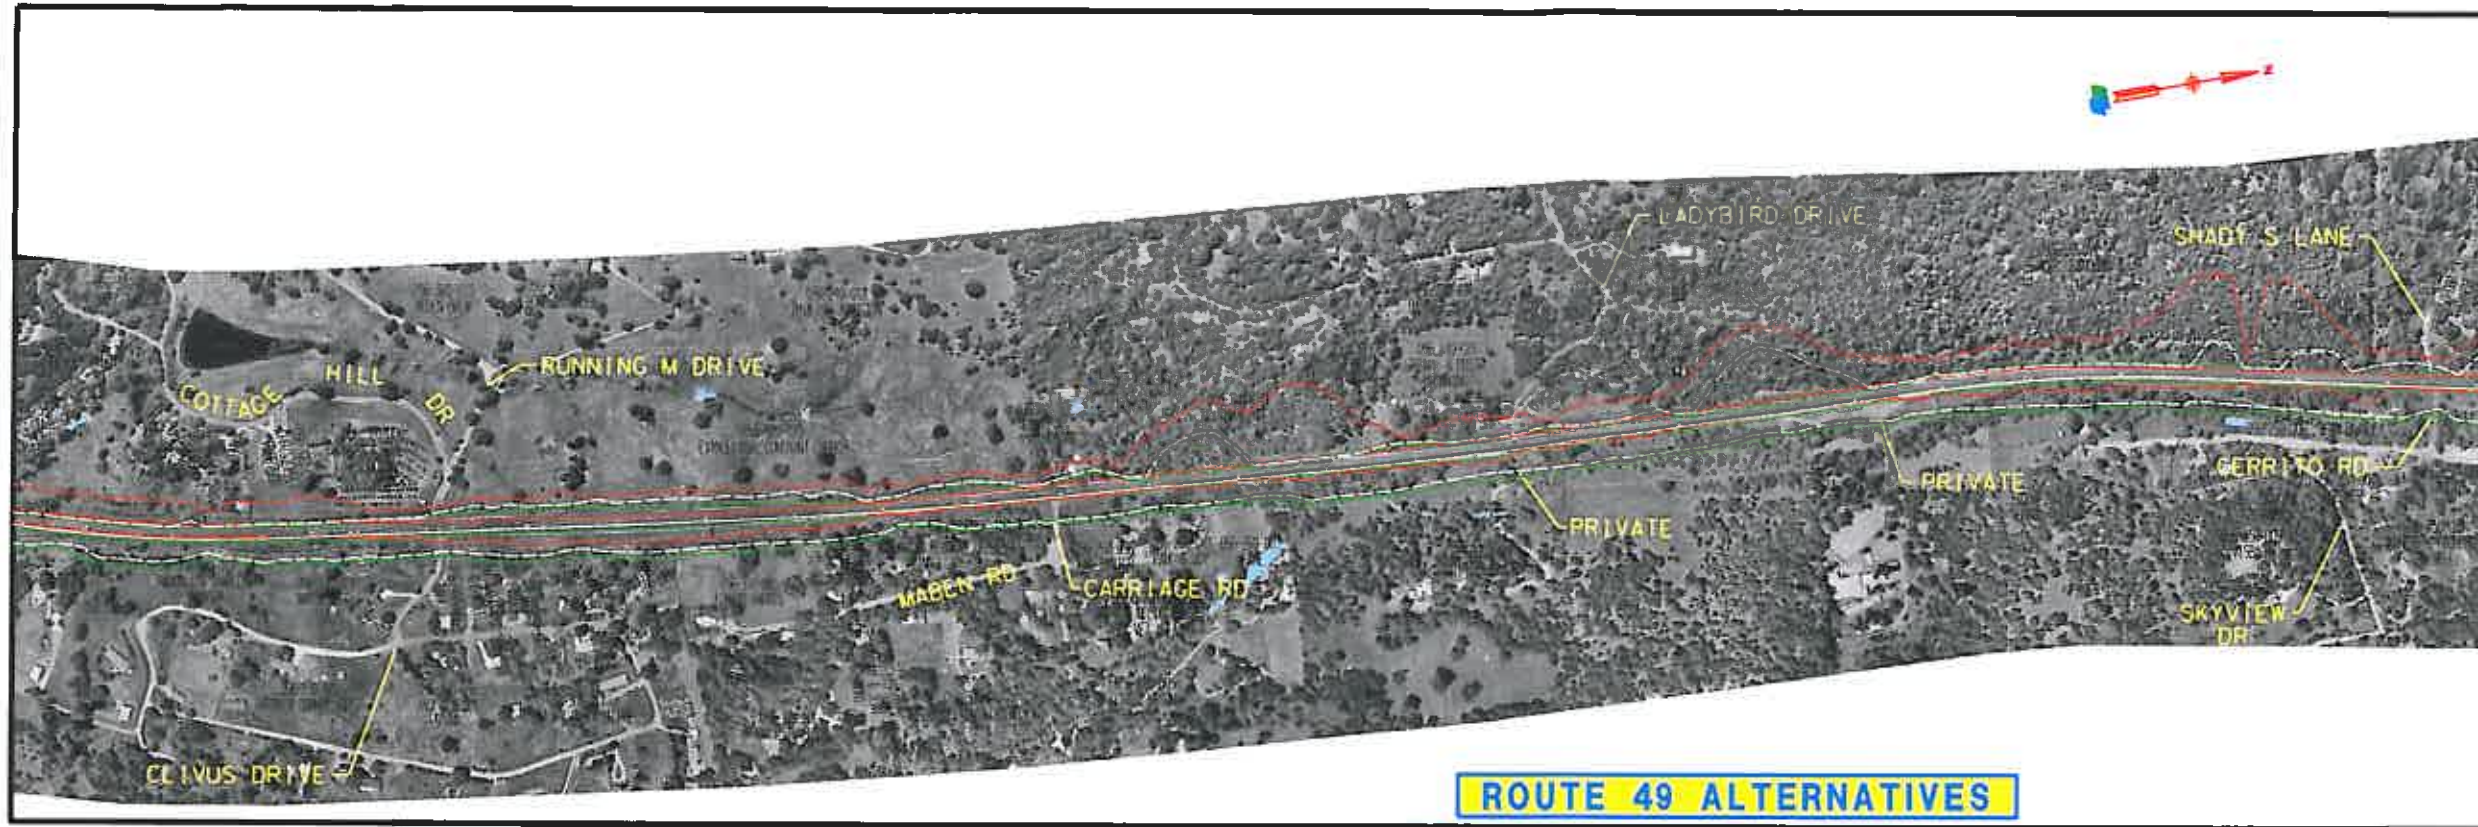 LADYBIRD DRIVE
SHADY S LANE
RUNNING M DRIVE
COTTAGE HILL DR
PRIVATE
CERRITO RD
PRIVATE
MABEN RD
CARRIAGE RD
SKYVIEW
DR
CLIVUS DRIVE
ROUTE 49 ALTERNATIVES